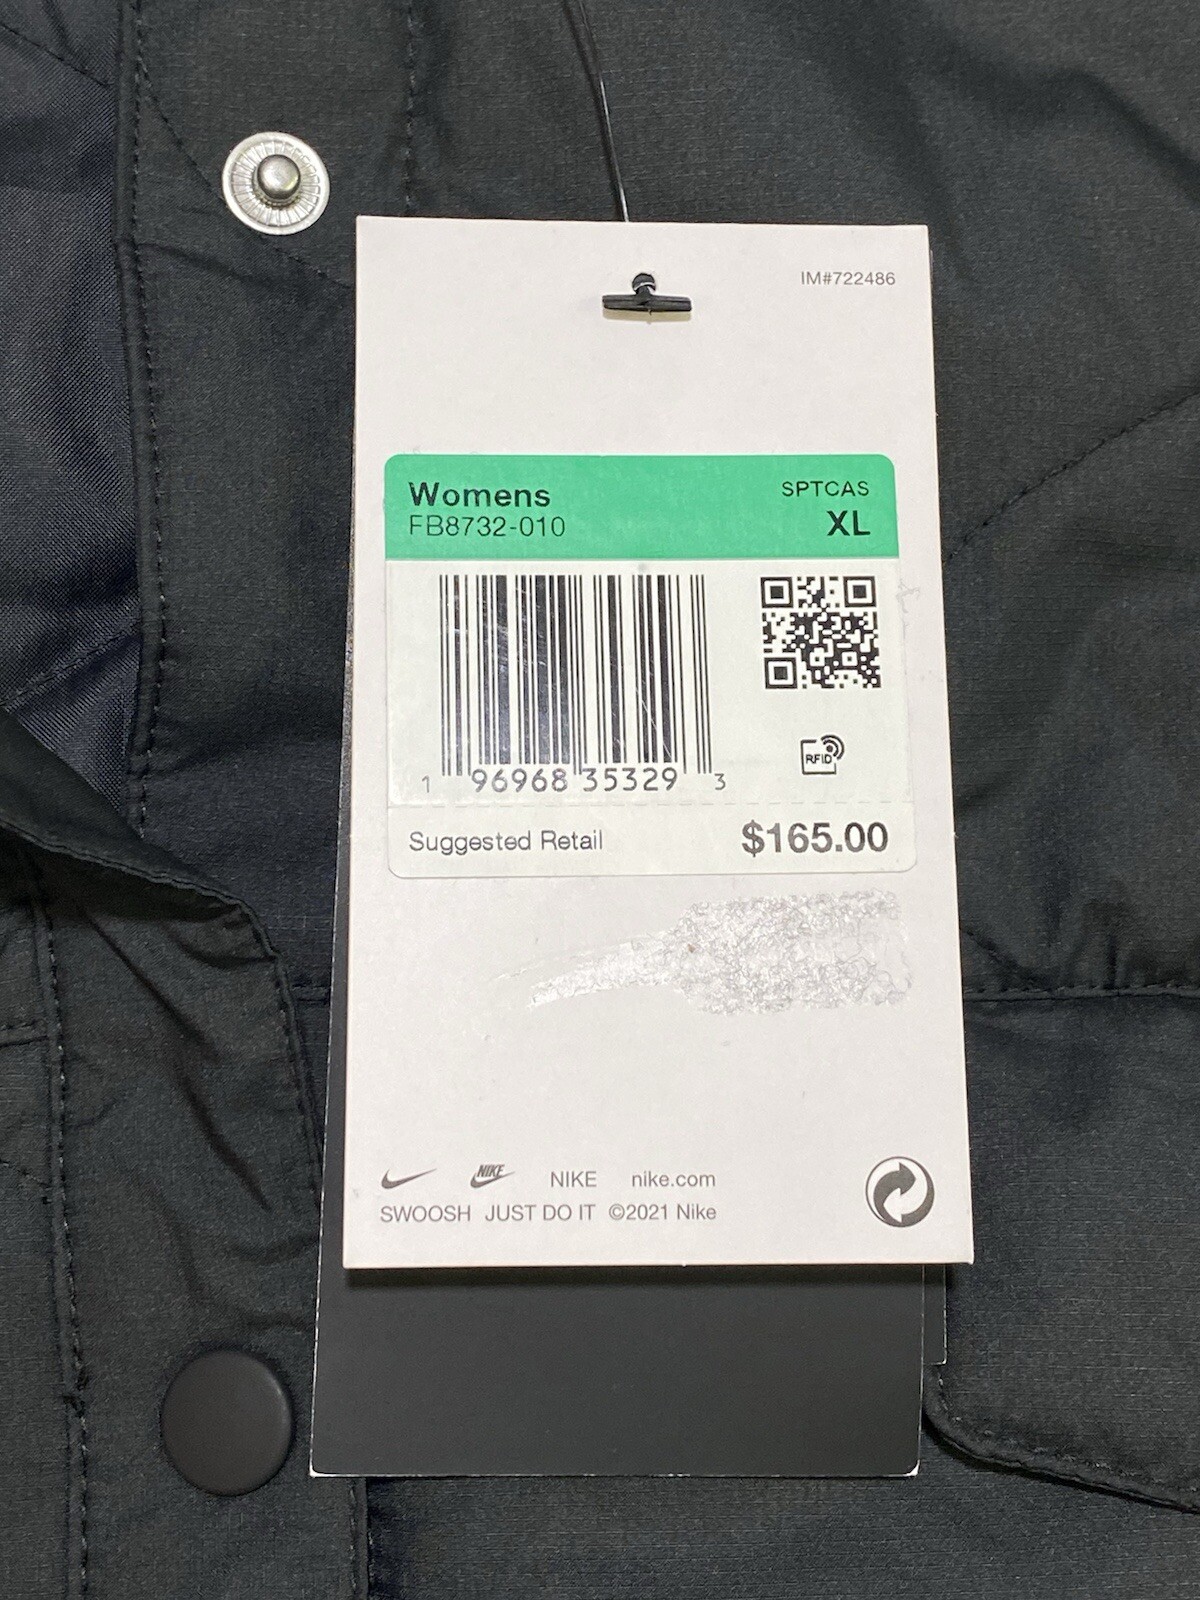 IM#722486
Womens SPTCAS
FB8732-010 XL
1 96968 35329 3
RFID
Suggested Retail $165.00
NIKE NIKE nike.com
SWOOSH JUST DO IT ©2021 Nike